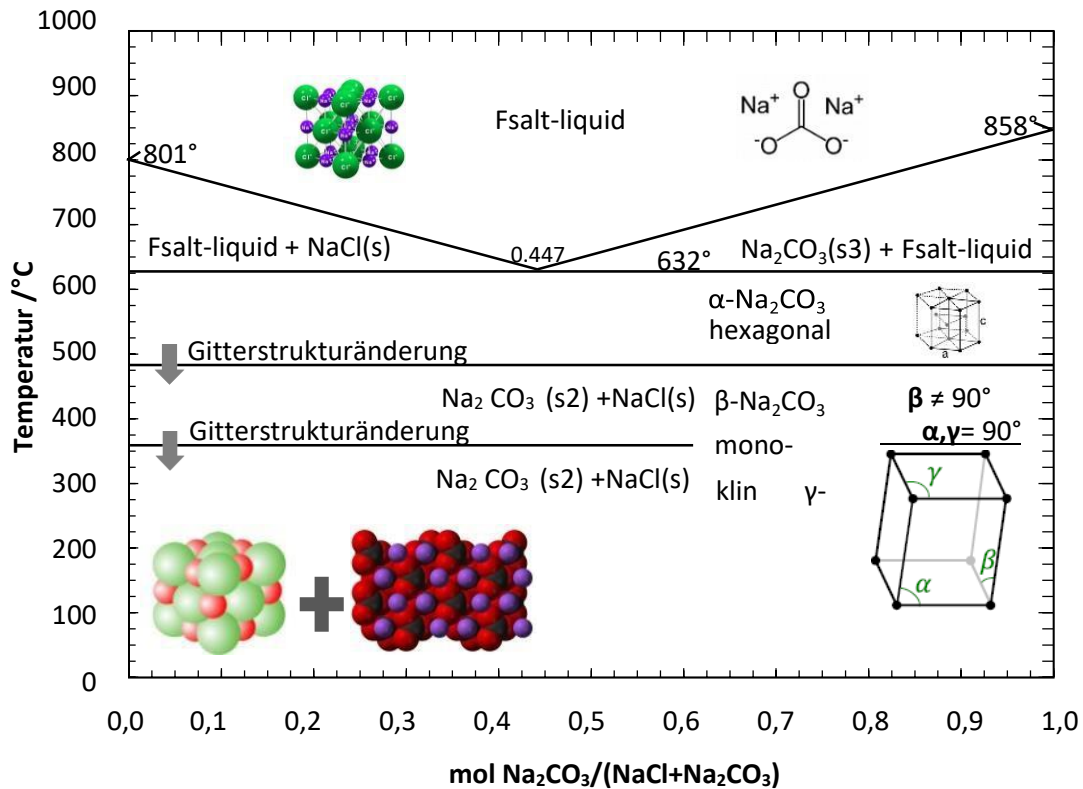 1000
900
800
700
600
500
400
300
200
100
0
Temperatur /°C
Fsalt-liquid
Na⁺ O Na⁺
⁻O O⁻
801°
858°
Fsalt-liquid + NaCl(s)
0.447
632°
Na₂CO₃(s3) + Fsalt-liquid
α-Na₂CO₃
hexagonal
c
a
Gitterstrukturänderung
Na₂ CO₃ (s2) +NaCl(s)
β-Na₂CO₃
β ≠ 90°
α,γ= 90°
Gitterstrukturänderung
mono-
Na₂ CO₃ (s2) +NaCl(s)
klin γ-
γ
β
α
0,0 0,1 0,2 0,3 0,4 0,5 0,6 0,7 0,8 0,9 1,0
mol Na₂CO₃/(NaCl+Na₂CO₃)